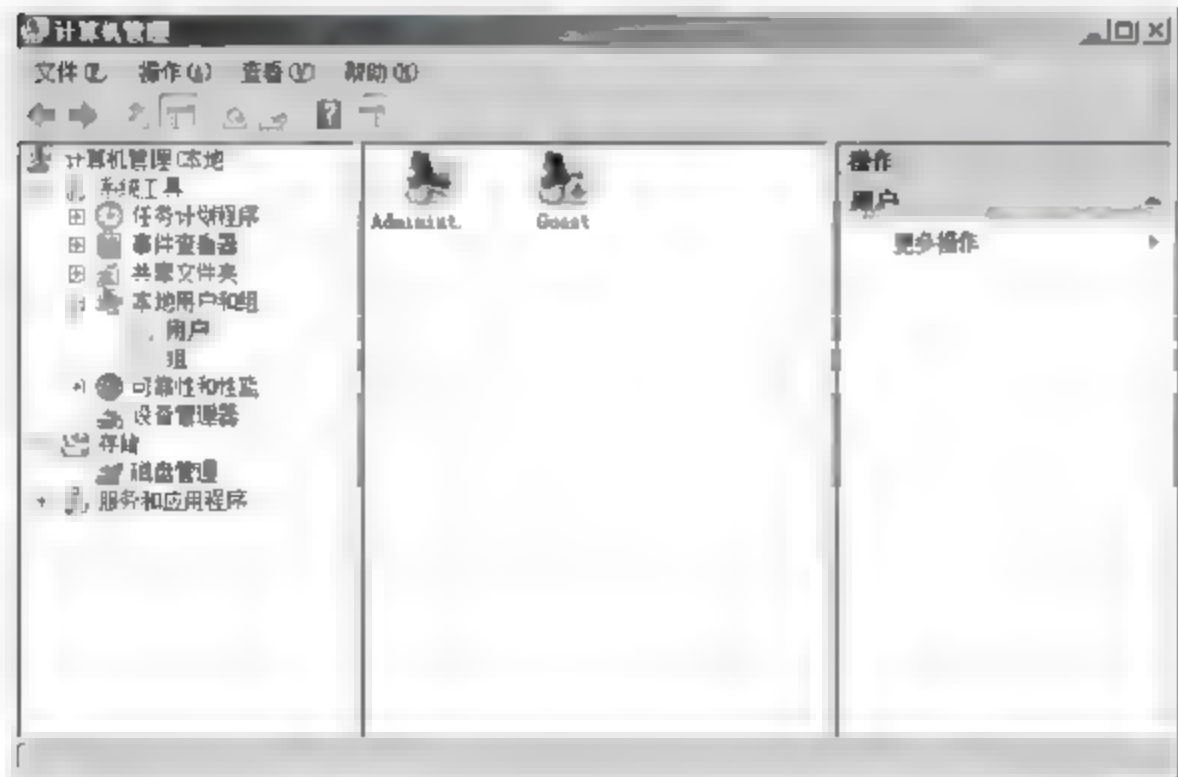 计算机管理
文件(F) 操作(A) 查看(V) 帮助(H)
计算机管理(本地
系统工具
任务计划程序
事件查看器
共享文件夹
本地用户和组
用户
组
可靠性和性能
设备管理器
存储
磁盘管理
服务和应用程序
Administ.
Guest
操作
用户
更多操作